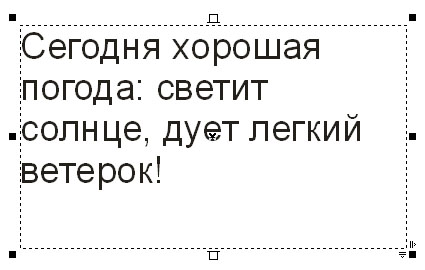 Сегодня хорошая
погода: светит
солнце, дует легкий
ветерок!